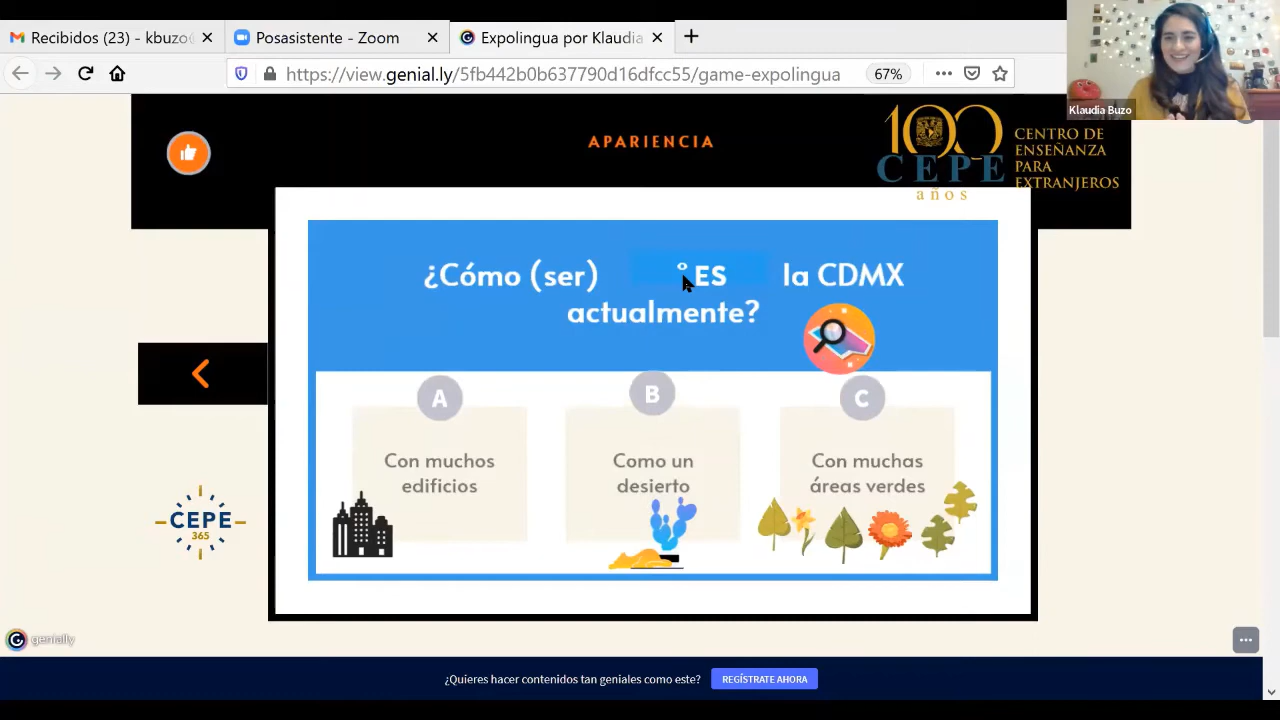 Recibidos (23) - kbuzo
Posasistente - Zoom
Expolingua por Klaudia
https://view.genial.ly/5fb442b0b637790d16dfcc55/game-expolingua
67%
Klaudia Buzo
APARIENCIA
100
CEPE
años
CENTRO DE
ENSEÑANZA
PARA
EXTRANJEROS
¿Cómo (ser) ES la CDMX
actualmente?
A
Con muchos
edificios
B
Como un
desierto
C
Con muchas
áreas verdes
CEPE
365
genially
¿Quieres hacer contenidos tan geniales como este?
REGÍSTRATE AHORA